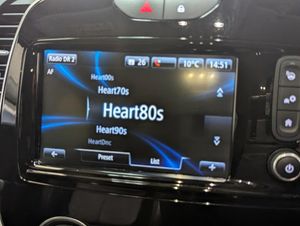 Radio DR 2
26
10°C
14:51
AF
Heart00s
Heart70s
Heart80s
Heart90s
HeartDnc
Preset
List